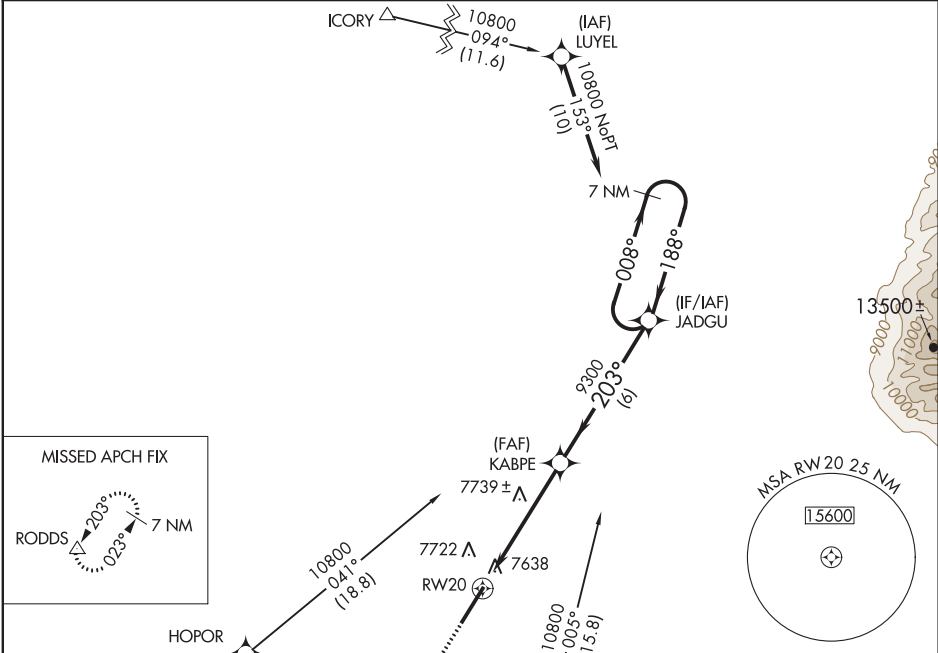 ICORY
10800
094°
(11.6)
(IAF)
LUYEL
10800 NoPT
153°
(10)
7 NM
008°
188°
(IF/IAF)
JADGU
13500±
9000
11000
10000
9300
203°
(6)
(FAF)
KABPE
7739 ±
7722
7638
RW20
MISSED APCH FIX
RODDS
203°
023°
7 NM
10800
041°
(18.8)
HOPOR
10800
005°
15.8)
MSA RW20 25 NM
15600